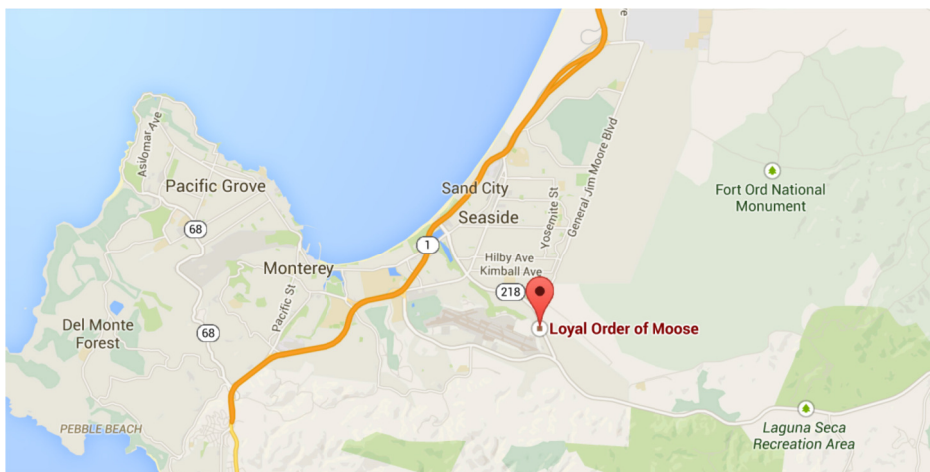 Asilomar Ave
Pacific Grove
68
Sand City
Seaside
1
Monterey
Pacific St
68
Del Monte
Forest
PEBBLE BEACH
Hilby Ave
Kimball Ave
Yosemite St
General Jim Moore Blvd
218
Loyal Order of Moose
Fort Ord National
Monument
Laguna Seca
Recreation Area